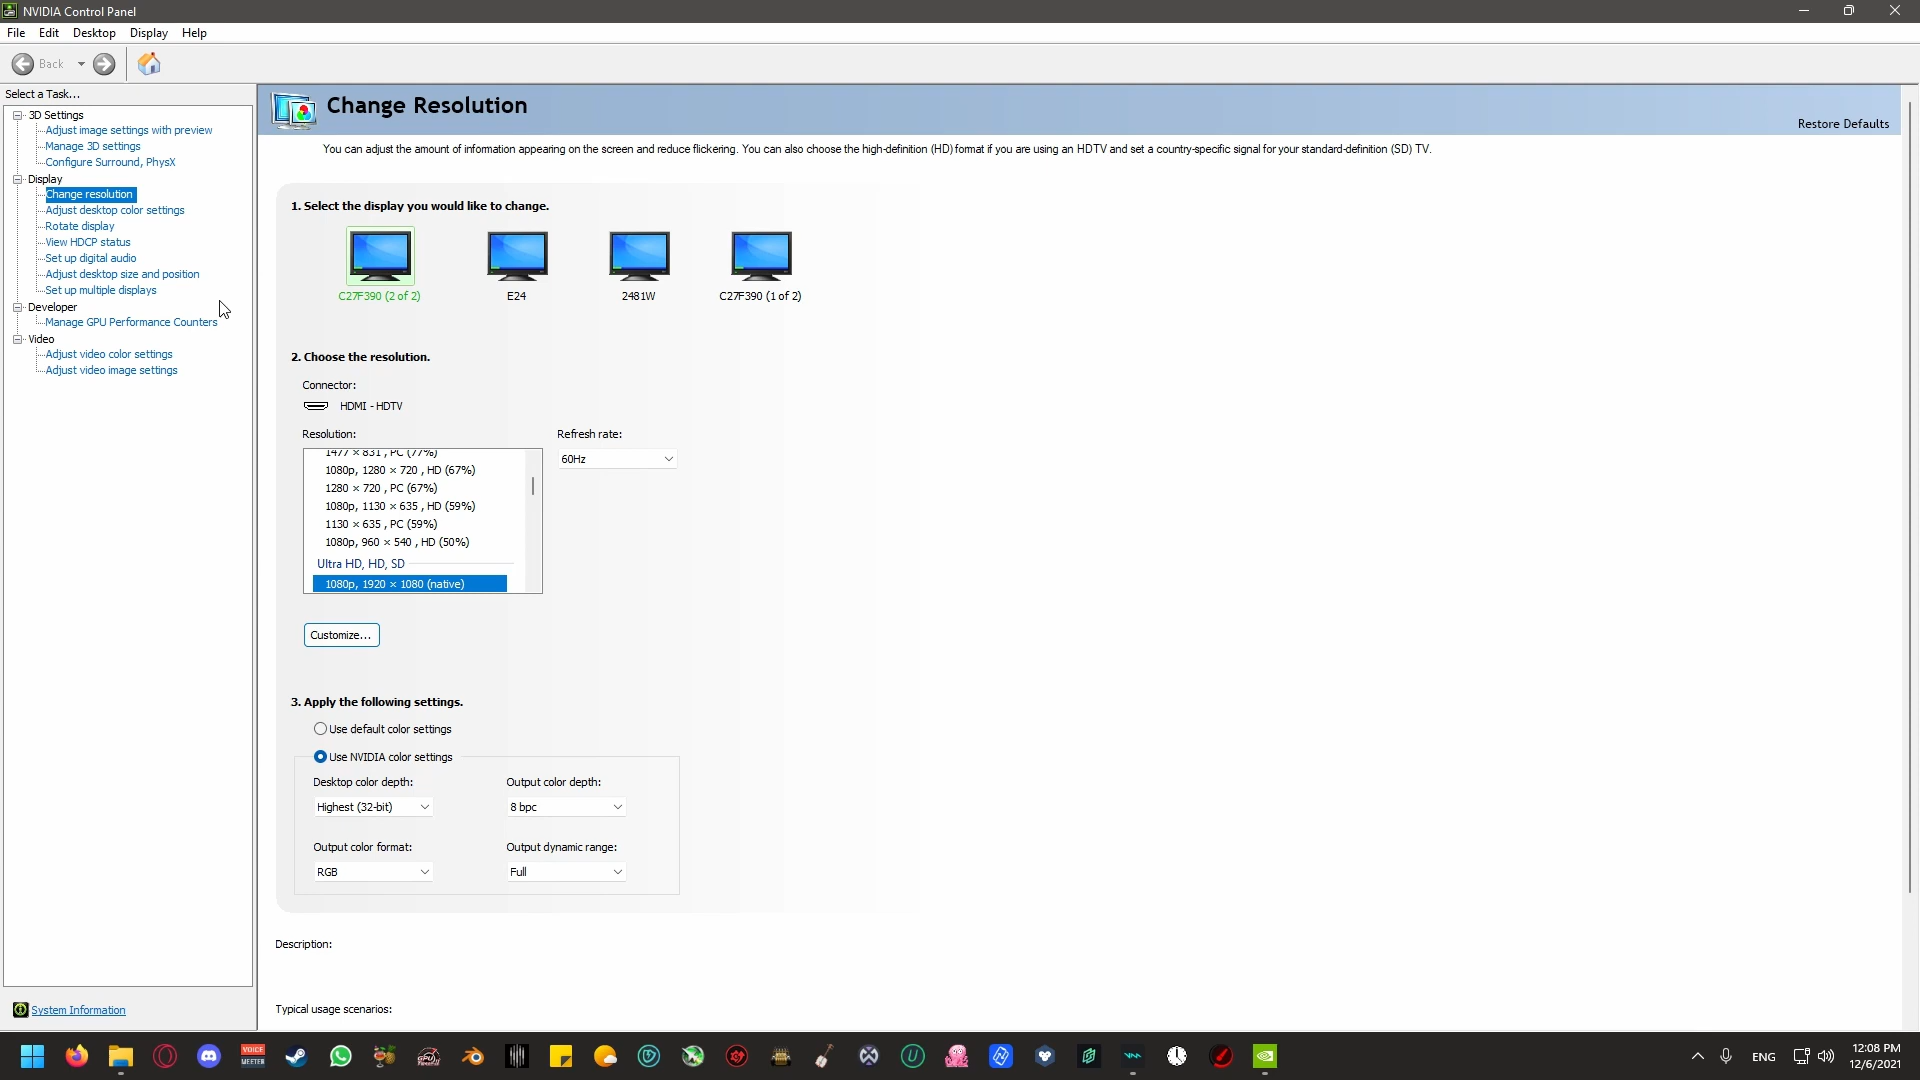 NVIDIA Control Panel
File Edit Desktop Display Help
Back
Select a Task...
3D Settings
Adjust image settings with preview
Manage 3D settings
Configure Surround, PhysX
Display
Change resolution
Adjust desktop color settings
Rotate display
View HDCP status
Set up digital audio
Adjust desktop size and position
Set up multiple displays
Developer
Manage GPU Performance Counters
Video
Adjust video color settings
Adjust video image settings
System Information
Change Resolution
Restore Defaults
You can adjust the amount of information appearing on the screen and reduce flickering. You can also choose the high-definition (HD) format if you are using an HDTV and set a country-specific signal for your standard-definition (SD) TV.
1. Select the display you would like to change.
C27F390 (2 of 2) E24 2481W C27F390 (1 of 2)
2. Choose the resolution.
Connector:
HDMI - HDTV
Resolution: Refresh rate:
60Hz
1477 × 831 , PC (77%)
1080p, 1280 × 720 , HD (67%)
1280 × 720 , PC (67%)
1080p, 1130 × 635 , HD (59%)
1130 × 635 , PC (59%)
1080p, 960 × 540 , HD (50%)
Ultra HD, HD, SD
1080p, 1920 × 1080 (native)
Customize...
3. Apply the following settings.
Use default color settings
Use NVIDIA color settings
Desktop color depth: Output color depth:
Highest (32-bit) 8 bpc
Output color format: Output dynamic range:
RGB Full
Description:
Typical usage scenarios:
VOICE
MEETER
ENG
12:08 PM
12/6/2021